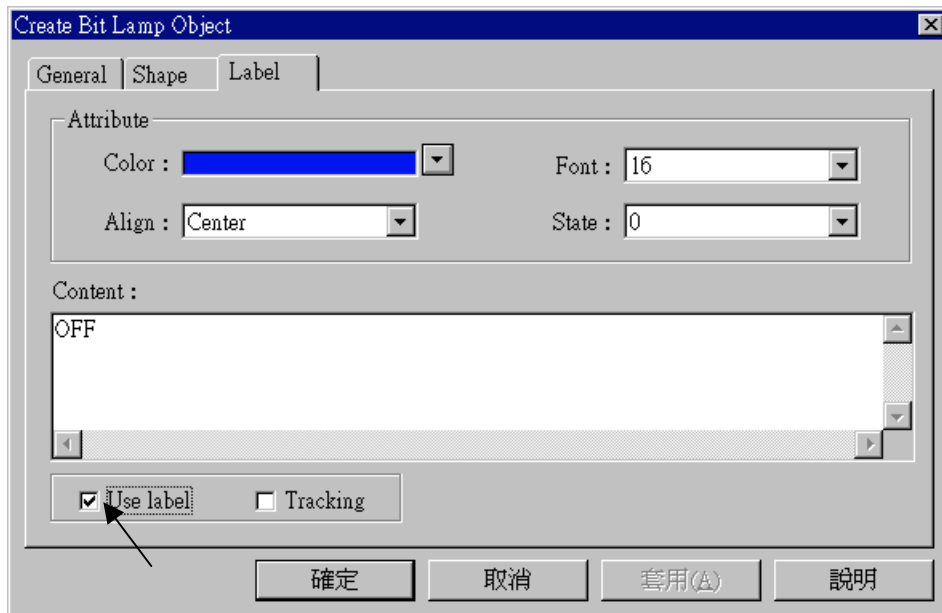 Create Bit Lamp Object
General Shape Label
Attribute
Color : Font : 16
Align : Center State : 0
Content :
OFF
Use label Tracking
確定 取消 套用(A) 說明